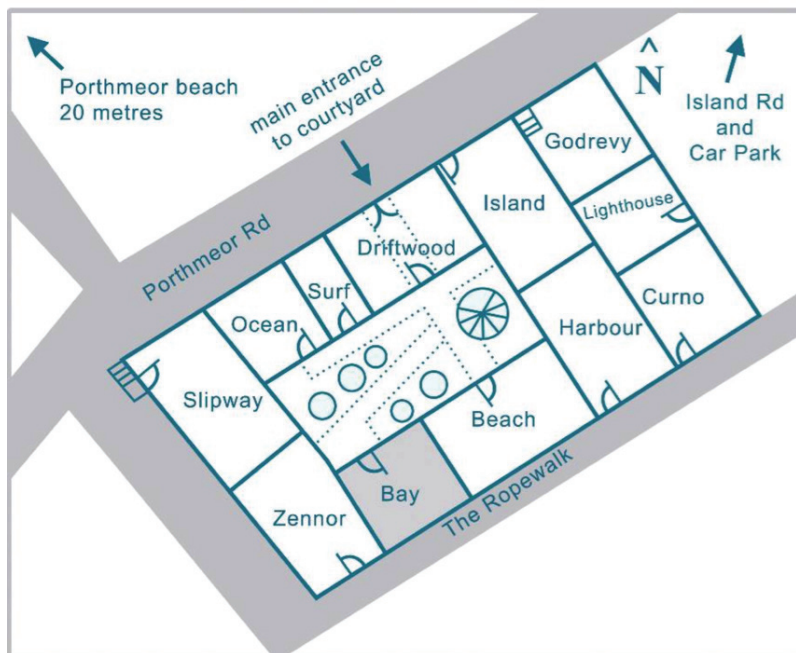 Porthmeor beach
20 metres
main entrance
to courtyard
^
N
Island Rd
and
Car Park
Porthmeor Rd
Godrevy
Island
Lighthouse
Driftwood
Surf
Ocean
Curno
Harbour
Slipway
Beach
Bay
Zennor
The Ropewalk